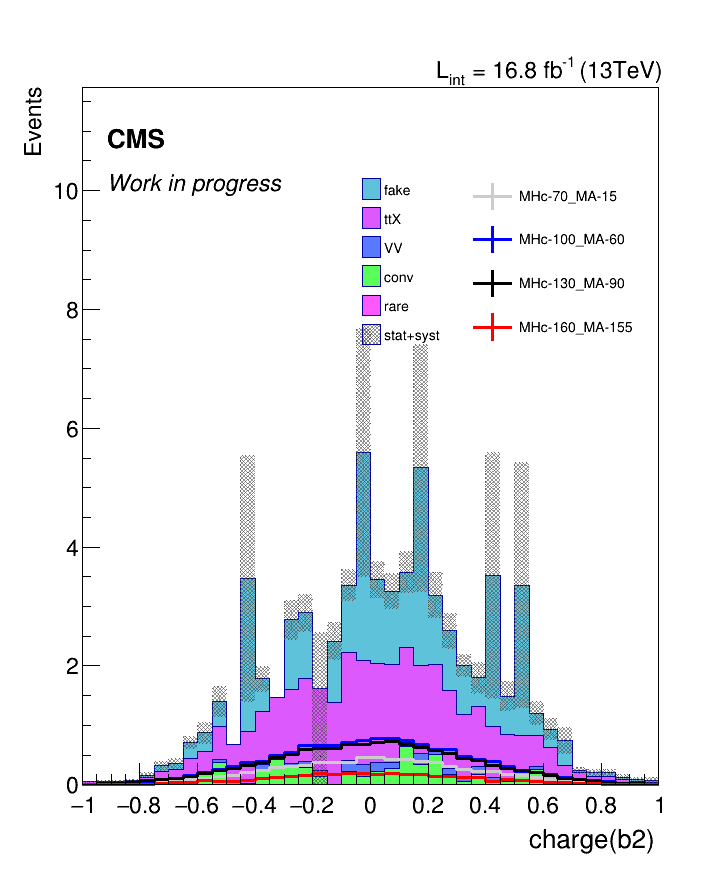 L_int = 16.8 fb^-1 (13TeV)
Events
CMS
Work in progress
fake
ttX
VV
conv
rare
stat+syst
MHc-70_MA-15
MHc-100_MA-60
MHc-130_MA-90
MHc-160_MA-155
10
8
6
4
2
0
−1 −0.8 −0.6 −0.4 −0.2 0 0.2 0.4 0.6 0.8 1
charge(b2)